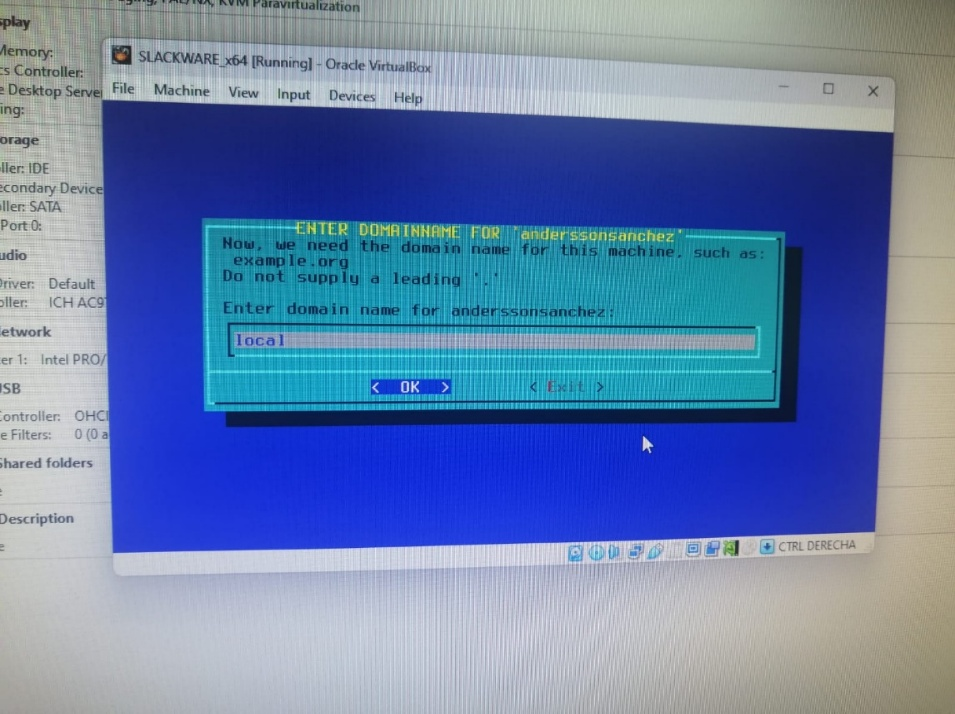 KVM Paravirtualization
splay
Memory:
cs Controller:
e Desktop Serve
ing:
orage
ller: IDE
econdary Device
ller: SATA
Port 0:
udio
Driver: Default
oller: ICH AC9
etwork
er 1: Intel PRO/
SB
Controller: OHCI
e Filters: 0 (0 a
Shared folders
e
Description
e
SLACKWARE_x64 [Running] - Oracle VirtualBox
File Machine View Input Devices Help
ENTER DOMAINNAME FOR 'anderssonsanchez'
Now, we need the domain name for this machine, such as:
example.org
Do not supply a leading '.'
Enter domain name for anderssonsanchez:
local
< OK > < Exit >
CTRL DERECHA